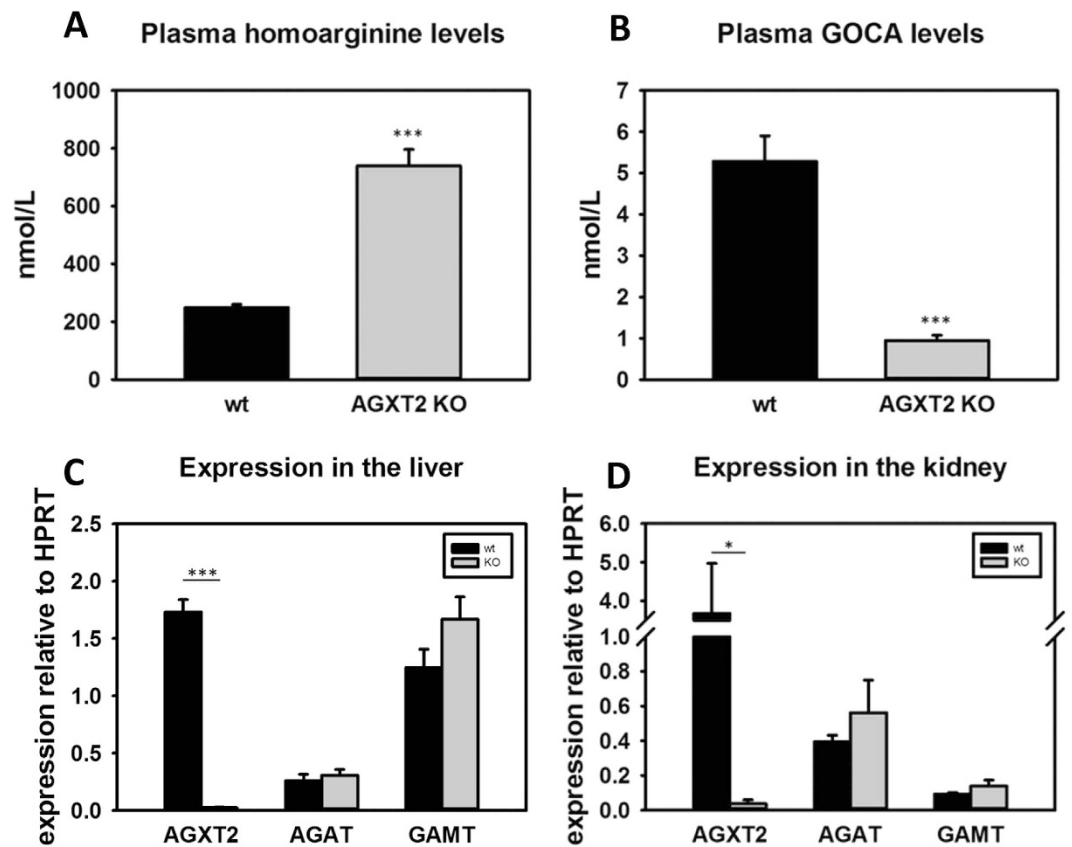 A
Plasma homoarginine levels
nmol/L
1000
800
600
400
200
0
***
wt
AGXT2 KO
B
Plasma GOCA levels
nmol/L
7
6
5
4
3
2
1
0
***
wt
AGXT2 KO
C
Expression in the liver
expression relative to HPRT
2.5
2.0
1.5
1.0
0.5
0.0
***
wt
KO
AGXT2
AGAT
GAMT
D
Expression in the kidney
expression relative to HPRT
6.0
5.0
4.0
1.0
0.8
0.6
0.4
0.2
0.0
*
wt
KO
AGXT2
AGAT
GAMT